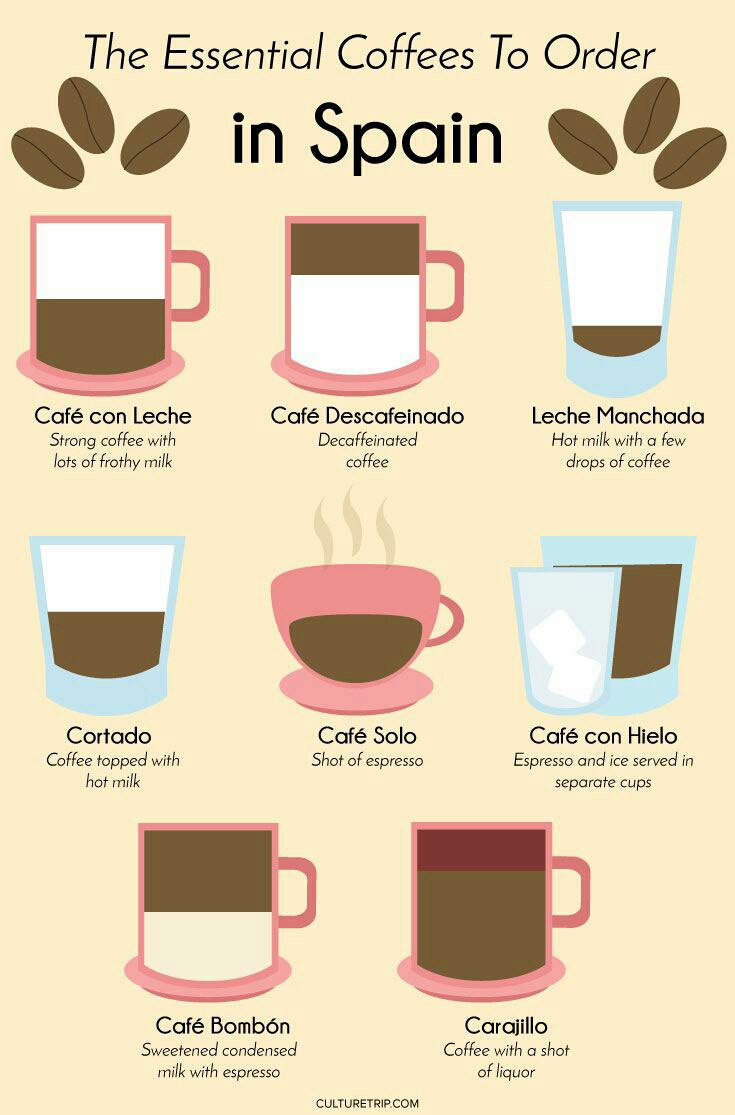 The Essential Coffees To Order
in Spain
Café con Leche
Strong coffee with
lots of frothy milk
Café Descafeinado
Decaffeinated
coffee
Leche Manchada
Hot milk with a few
drops of coffee
Cortado
Coffee topped with
hot milk
Café Solo
Shot of espresso
Café con Hielo
Espresso and ice served in
separate cups
Café Bombón
Sweetened condensed
milk with espresso
Carajillo
Coffee with a shot
of liquor
CULTURETRIP.COM